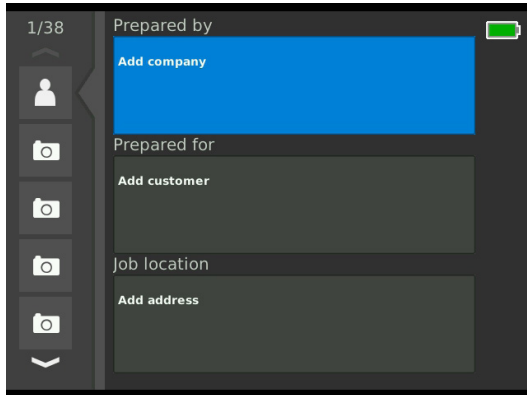 1/38
Prepared by
Add company
Prepared for
Add customer
Job location
Add address